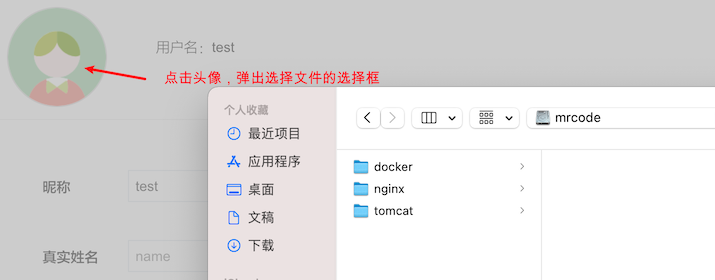 用户名：test
点击头像，弹出选择文件的选择框
个人收藏
mrcode
最近项目
应用程序
docker
昵称
test
桌面
nginx
文稿
tomcat
真实姓名
name
下载